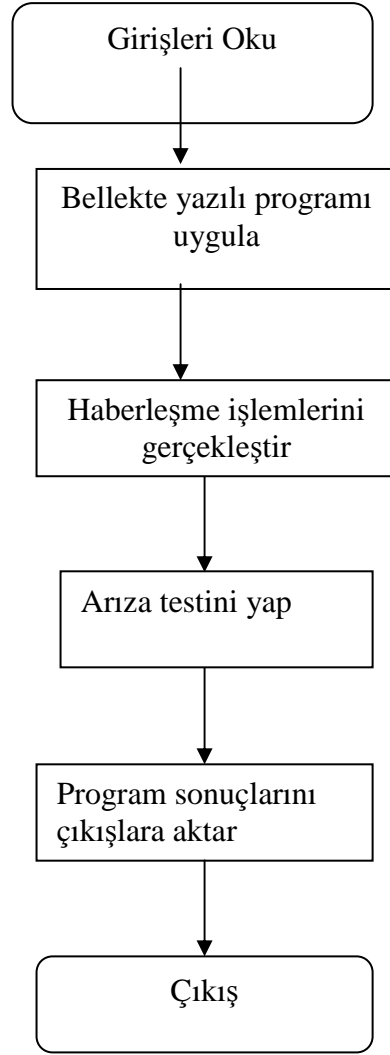 Girişleri Oku
Bellekte yazılı programı
uygula
Haberleşme işlemlerini
gerçekleştir
Arıza testini yap
Program sonuçlarını
çıkışlara aktar
Çıkış